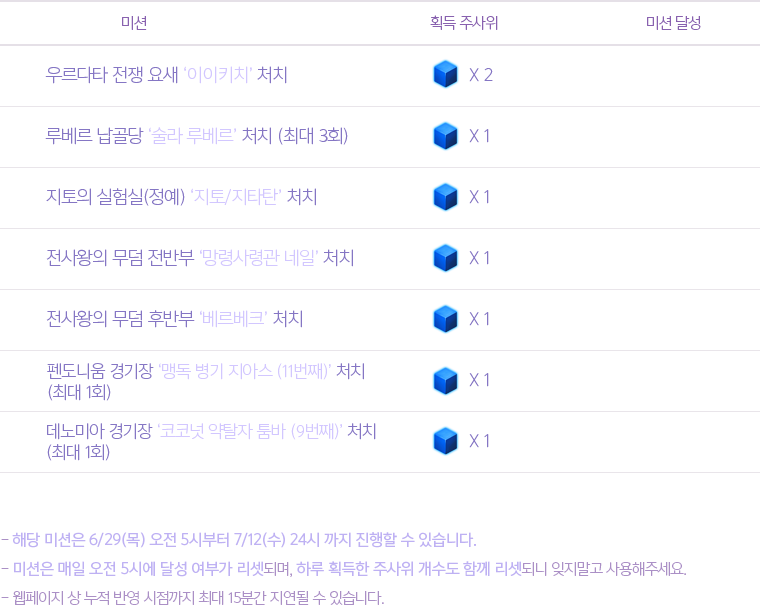 미션 획득 주사위 미션 달성
우르다타 전쟁 요새 '이이키치' 처치 X 2
루베르 납골당 '술라 루베르' 처치 (최대 3회) X 1
지토의 실험실(정예) '지토/지타탄' 처치 X 1
전사왕의 무덤 전반부 '망령사령관 네일' 처치 X 1
전사왕의 무덤 후반부 '베르베크' 처치 X 1
펜도니움 경기장 '맹독 병기 지아스 (11번째)' 처치
(최대 1회) X 1
데노미아 경기장 '코코넛 약탈자 툼바 (9번째)' 처치
(최대 1회) X 1
- 해당 미션은 6/29(목) 오전 5시부터 7/12(수) 24시 까지 진행할 수 있습니다.
- 미션은 매일 오전 5시에 달성 여부가 리셋되며, 하루 획득한 주사위 개수도 함께 리셋되니 잊지말고 사용해주세요.
- 웹페이지 상 누적 반영 시점까지 최대 15분간 지연될 수 있습니다.